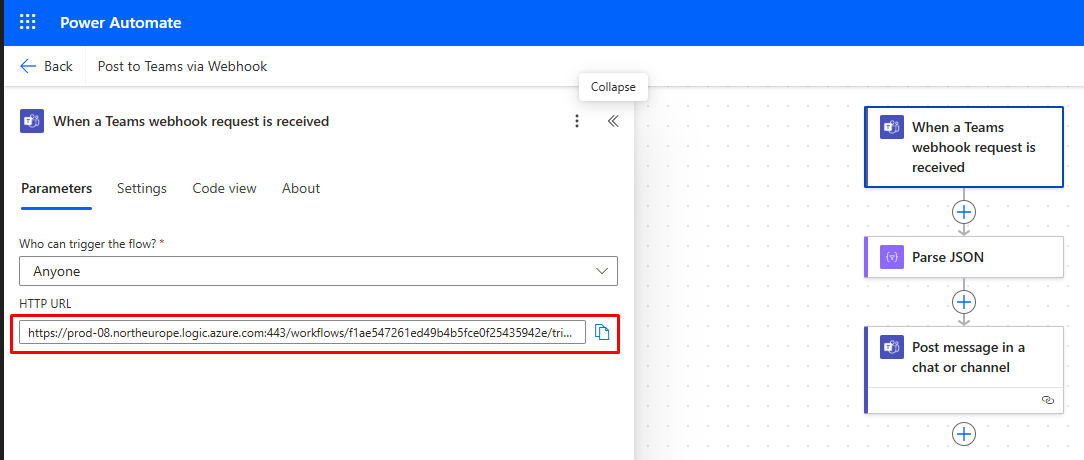 Power Automate
Back
Post to Teams via Webhook
Collapse
When a Teams webhook request is received
Parameters
Settings
Code view
About
Who can trigger the flow? *
Anyone
HTTP URL
https://prod-08.northeurope.logic.azure.com:443/workflows/f1ae547261ed49b4b5fce0f25435942e/tri...
When a Teams
webhook request is
received
Parse JSON
Post message in a
chat or channel